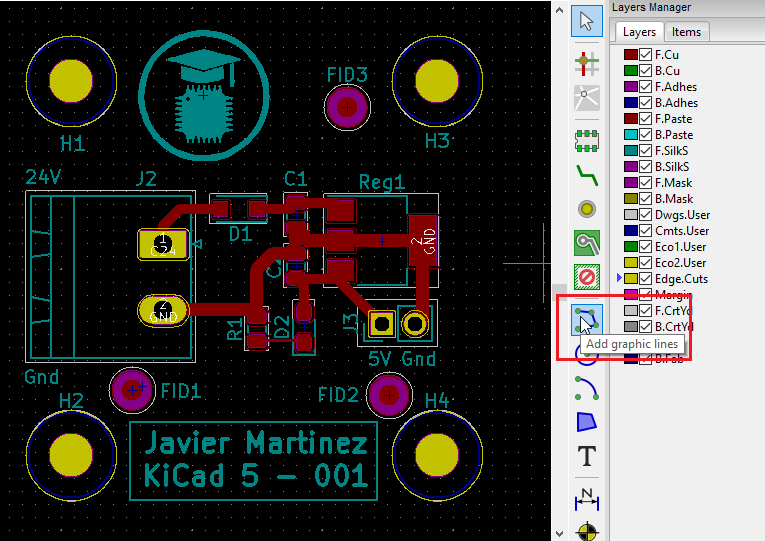 Layers Manager
Layers Items
F.Cu
B.Cu
F.Adhes
B.Adhes
F.Paste
B.Paste
F.SilkS
B.SilkS
F.Mask
B.Mask
Dwgs.User
Cmts.User
Eco1.User
Eco2.User
Edge.Cuts
Margin
F.CrtYd
B.CrtYd
Add graphic lines
B.Fab
T
N
H1
FID3
H3
24V
J2
C1
Reg1
D1
1
C24
2
GND
2
GND
C2
R1
D2
J3
5V Gnd
Gnd
FID1
FID2
H2
H4
Javier Martinez
KiCad 5 - 001